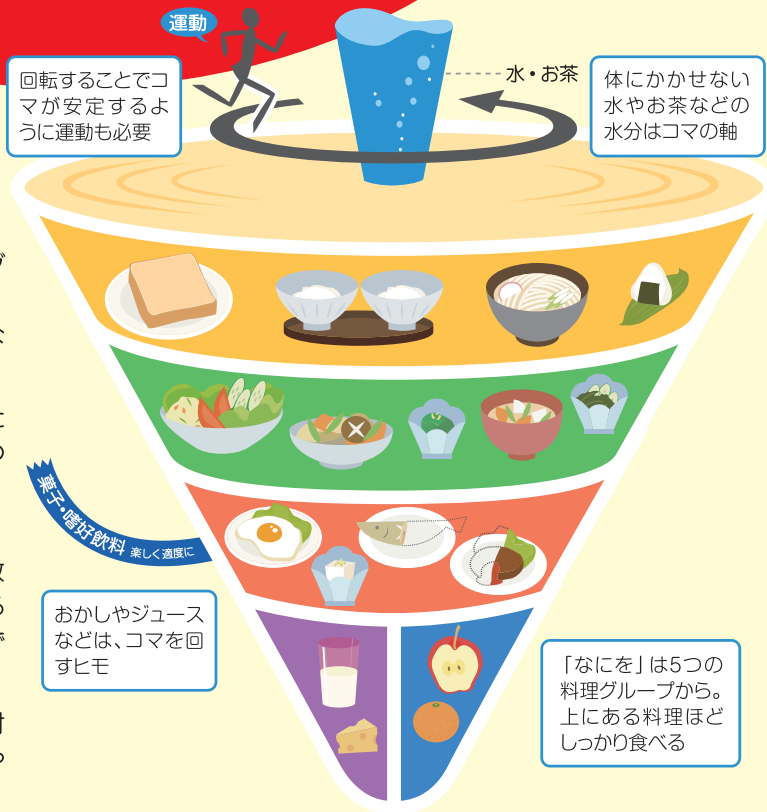 運動
回転することでコ
マが安定するよ
うに運動も必要
水・お茶
体にかかせない
水やお茶などの
水分はコマの軸
菓子・嗜好飲料 楽しく適度に
おかしやジュース
などは、コマを回
すヒモ
「なにを」は5つの
料理グループから。
上にある料理ほど
しっかり食べる